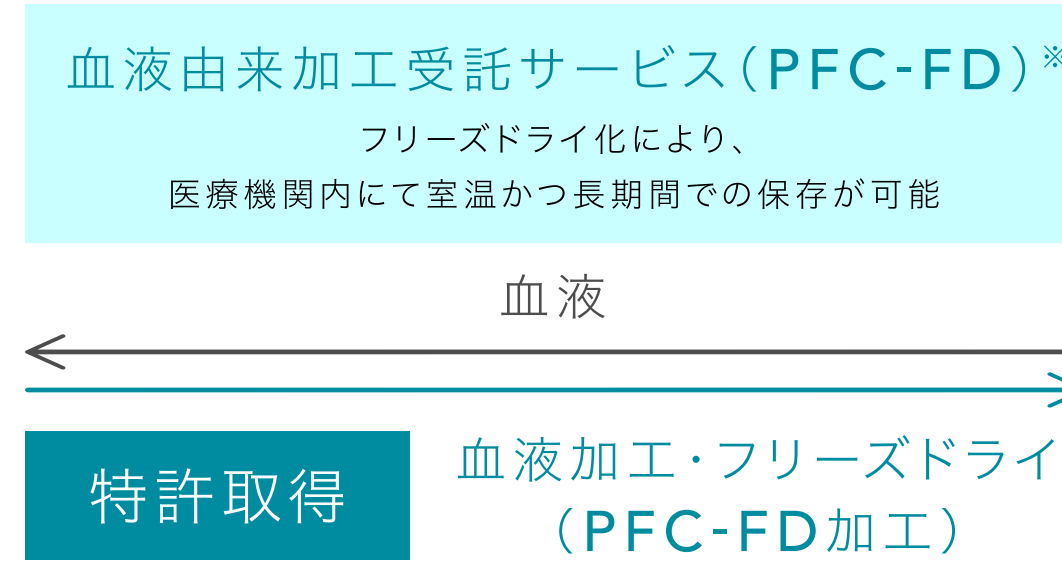 血液由来加工受託サービス(PFC-FD)※
フリーズドライ化により、
医療機関内にて室温かつ長期間での保存が可能
血液
特許取得
血液加工・フリーズドライ
(PFC-FD加工)